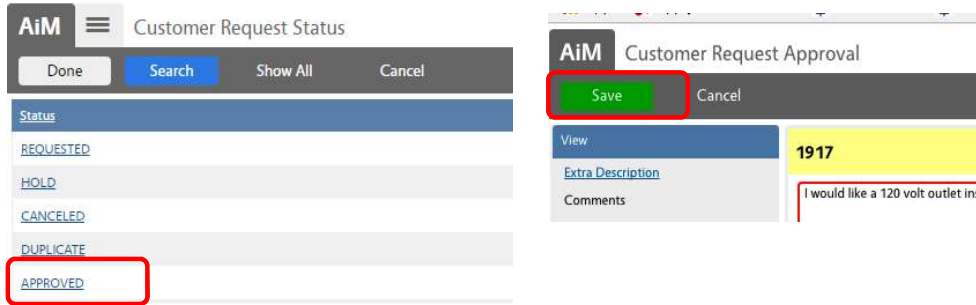 AiM Customer Request Status
Done Search Show All Cancel
Status
REQUESTED
HOLD
CANCELED
DUPLICATE
APPROVED
AiM Customer Request Approval
Save Cancel
View
Extra Description
Comments
1917
I would like a 120 volt outlet